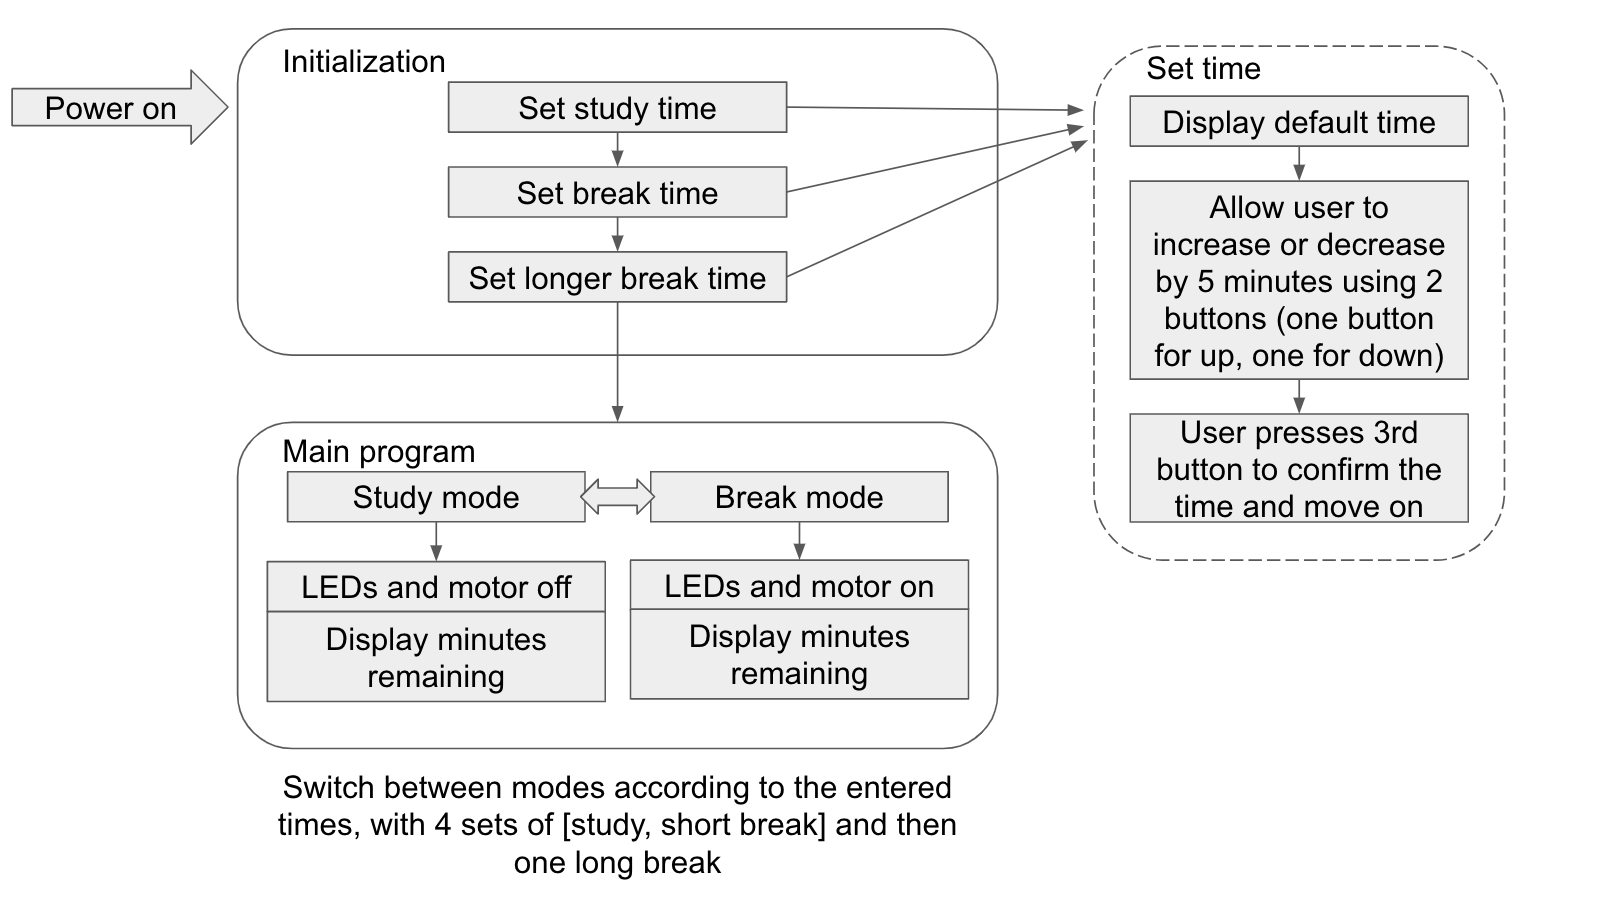 Power on
Initialization
Set study time
Set break time
Set longer break time
Set time
Display default time
Allow user to
increase or decrease
by 5 minutes using 2
buttons (one button
for up, one for down)
User presses 3rd
button to confirm the
time and move on
Main program
Study mode
Break mode
LEDs and motor off
Display minutes
remaining
LEDs and motor on
Display minutes
remaining
Switch between modes according to the entered
times, with 4 sets of [study, short break] and then
one long break